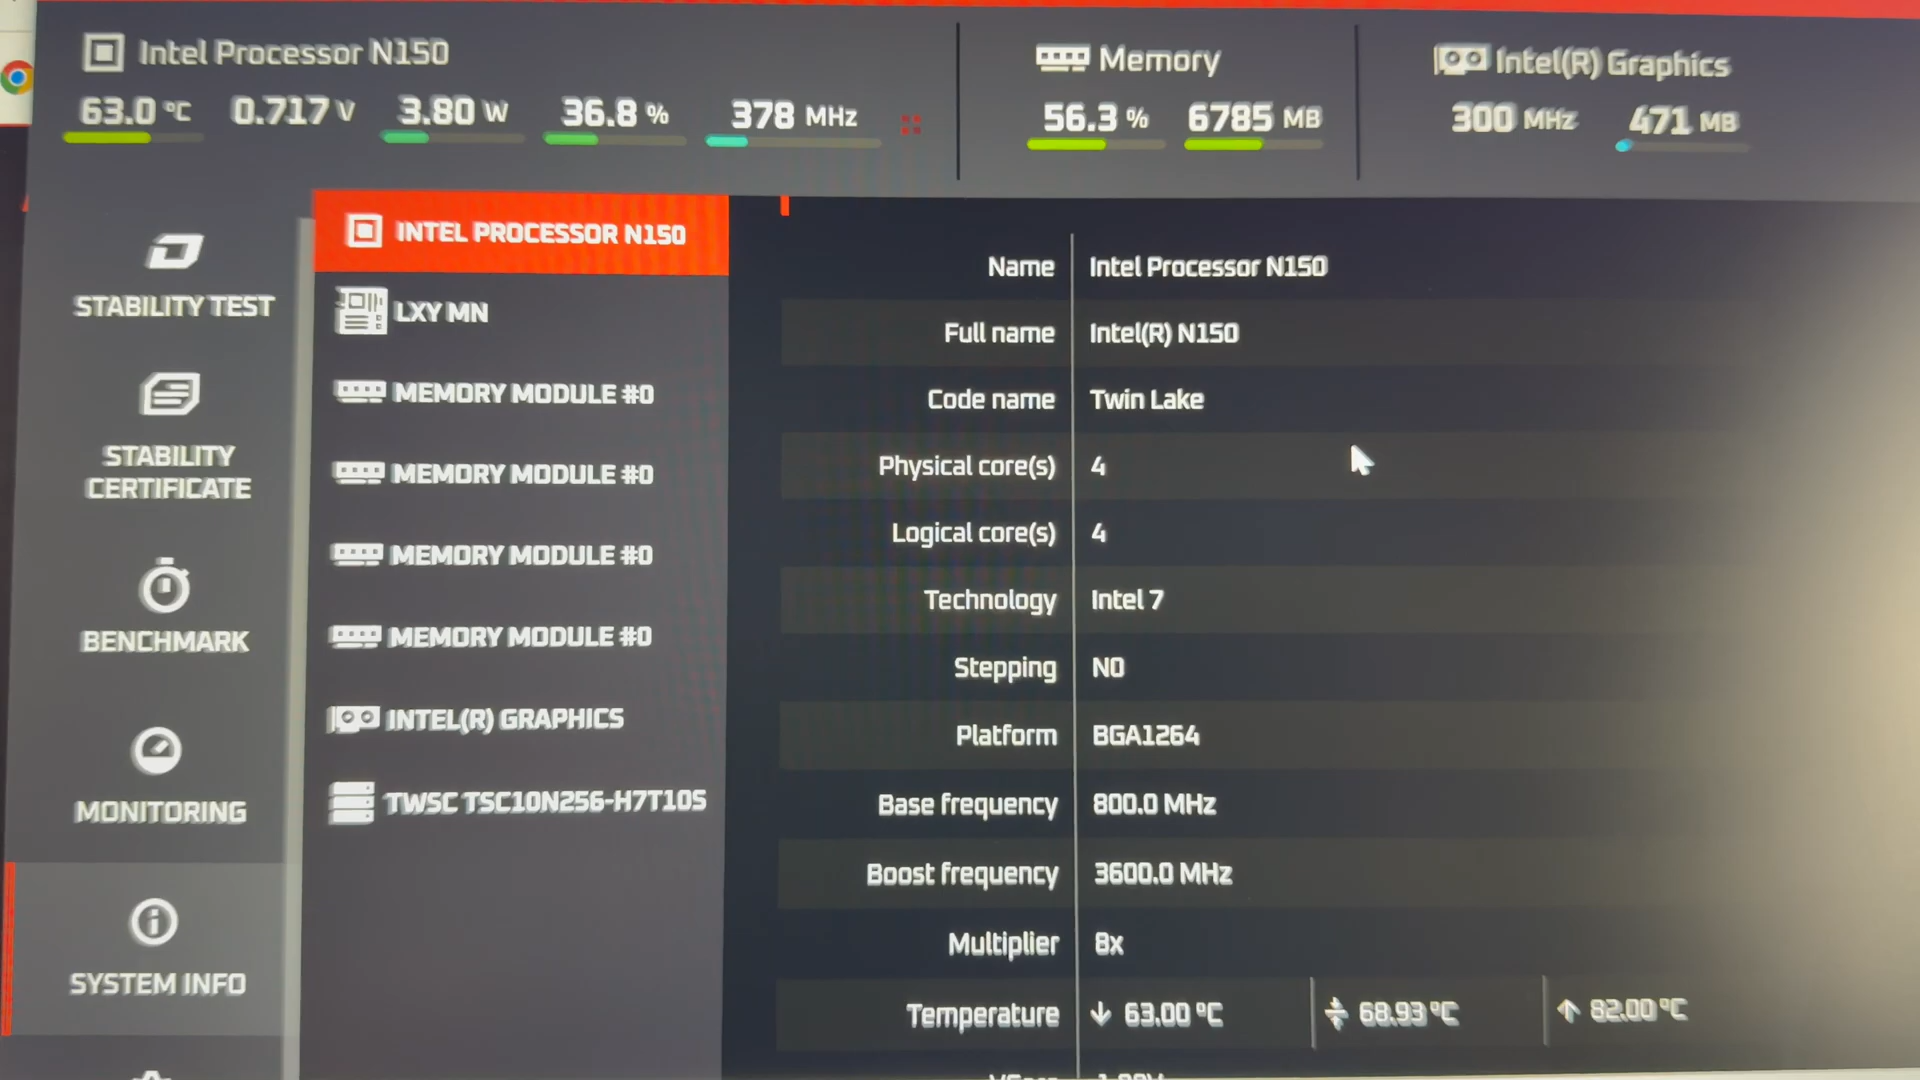 Intel Processor N150
63.0 °C 0.717 V 3.80 W 36.8 % 378 MHz
Memory
56.3 % 6785 MB
Intel(R) Graphics
300 MHz 471 MB
STABILITY TEST
STABILITY
CERTIFICATE
BENCHMARK
MONITORING
SYSTEM INFO
INTEL PROCESSOR N150
LXY MN
MEMORY MODULE #0
MEMORY MODULE #0
MEMORY MODULE #0
MEMORY MODULE #0
INTEL(R) GRAPHICS
TWSC TSC10N256-H7T10S
Name Intel Processor N150
Full name Intel(R) N150
Code name Twin Lake
Physical core(s) 4
Logical core(s) 4
Technology Intel 7
Stepping N0
Platform BGA1264
Base frequency 800.0 MHz
Boost frequency 3600.0 MHz
Multiplier 8x
Temperature 63.00 °C 68.93 °C 82.00 °C